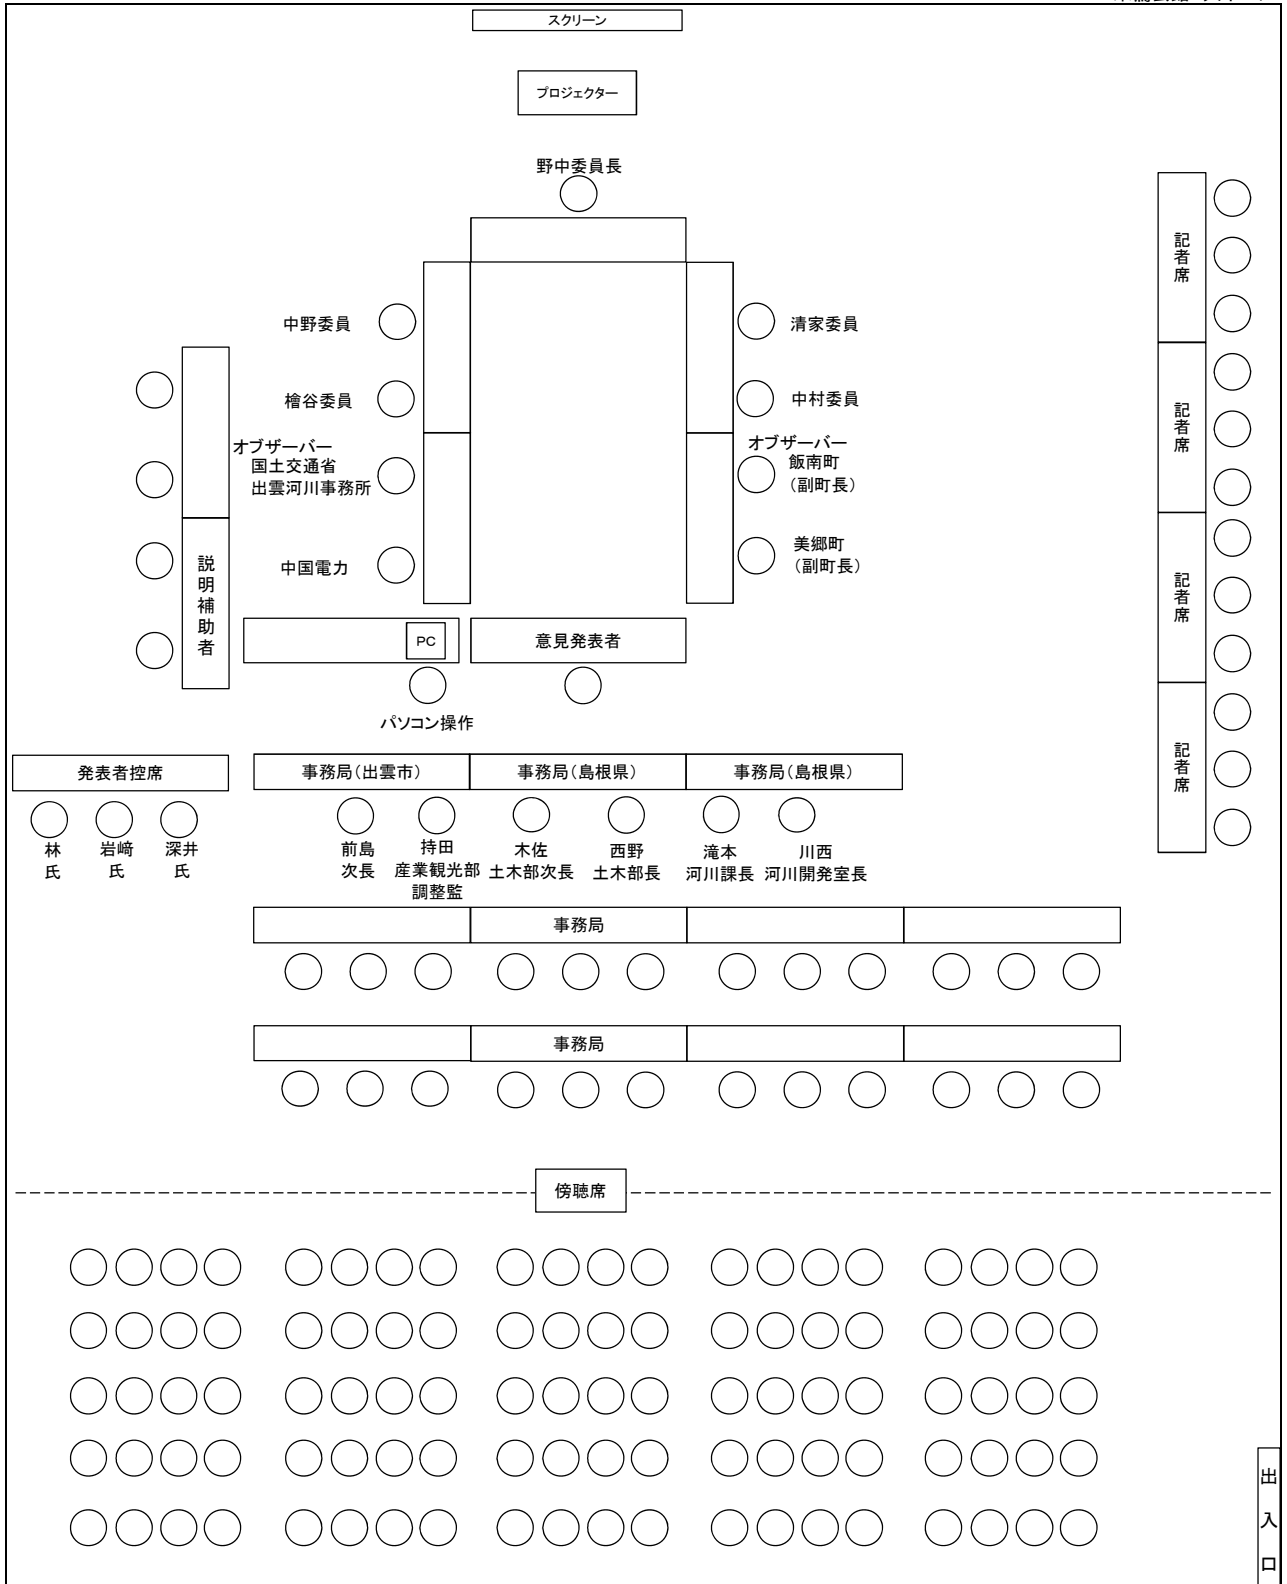 スクリーン
プロジェクター
野中委員長
中野委員
清家委員
檜谷委員
中村委員
オブザーバー
国土交通省
出雲河川事務所
オブザーバー
飯南町
(副町長)
中国電力
美郷町
(副町長)
説明補助者
PC
意見発表者
パソコン操作
記者席
記者席
記者席
記者席
発表者控席
事務局(出雲市)
事務局(島根県)
事務局(島根県)
林
氏
岩﨑
氏
深井
氏
前島
次長
持田
産業観光部
調整監
木佐
土木部次長
西野
土木部長
滝本
河川課長
川西
河川開発室長
事務局
事務局
傍聴席
出入口